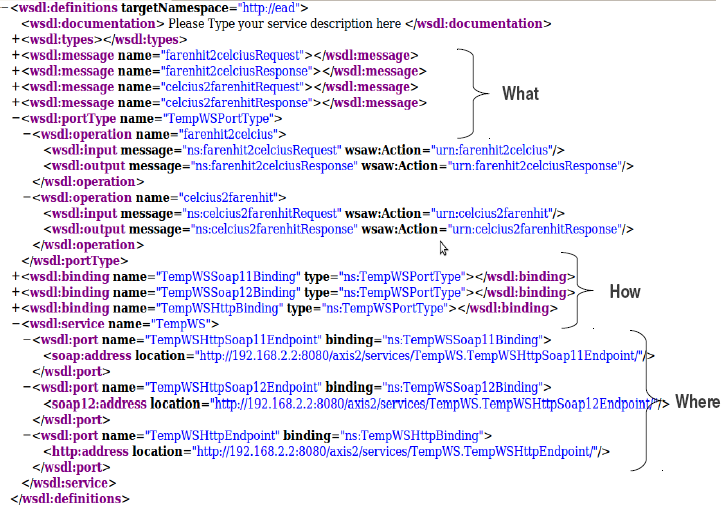 −<wsdl:definitions targetNamespace="http://ead">
<wsdl:documentation> Please Type your service description here </wsdl:documentation>
+<wsdl:types></wsdl:types>
+<wsdl:message name="farenhit2celciusRequest"></wsdl:message>
+<wsdl:message name="farenhit2celciusResponse"></wsdl:message>
+<wsdl:message name="celcius2farenhitRequest"></wsdl:message>
+<wsdl:message name="celcius2farenhitResponse"></wsdl:message>
What
−<wsdl:portType name="TempWSPortType">
−<wsdl:operation name="farenhit2celcius">
<wsdl:input message="ns:farenhit2celciusRequest" wsaw:Action="urn:farenhit2celcius"/>
<wsdl:output message="ns:farenhit2celciusResponse" wsaw:Action="urn:farenhit2celciusResponse"/>
</wsdl:operation>
−<wsdl:operation name="celcius2farenhit">
<wsdl:input message="ns:celcius2farenhitRequest" wsaw:Action="urn:celcius2farenhit"/>
<wsdl:output message="ns:celcius2farenhitResponse" wsaw:Action="urn:celcius2farenhitResponse"/>
</wsdl:operation>
</wsdl:portType>
+<wsdl:binding name="TempWSSoap11Binding" type="ns:TempWSPortType"></wsdl:binding>
+<wsdl:binding name="TempWSSoap12Binding" type="ns:TempWSPortType"></wsdl:binding>
How
+<wsdl:binding name="TempWSHttpBinding" type="ns:TempWSPortType"></wsdl:binding>
−<wsdl:service name="TempWS">
−<wsdl:port name="TempWSHttpSoap11Endpoint" binding="ns:TempWSSoap11Binding">
<soap:address location="http://192.168.2.2:8080/axis2/services/TempWS.TempWSHttpSoap11Endpoint/"/>
</wsdl:port>
−<wsdl:port name="TempWSHttpSoap12Endpoint" binding="ns:TempWSSoap12Binding">
<soap12:address location="http://192.168.2.2:8080/axis2/services/TempWS.TempWSHttpSoap12Endpoint/"/>
Where
</wsdl:port>
−<wsdl:port name="TempWSHttpEndpoint" binding="ns:TempWSHttpBinding">
<http:address location="http://192.168.2.2:8080/axis2/services/TempWS.TempWSHttpEndpoint/"/>
</wsdl:port>
</wsdl:service>
</wsdl:definitions>